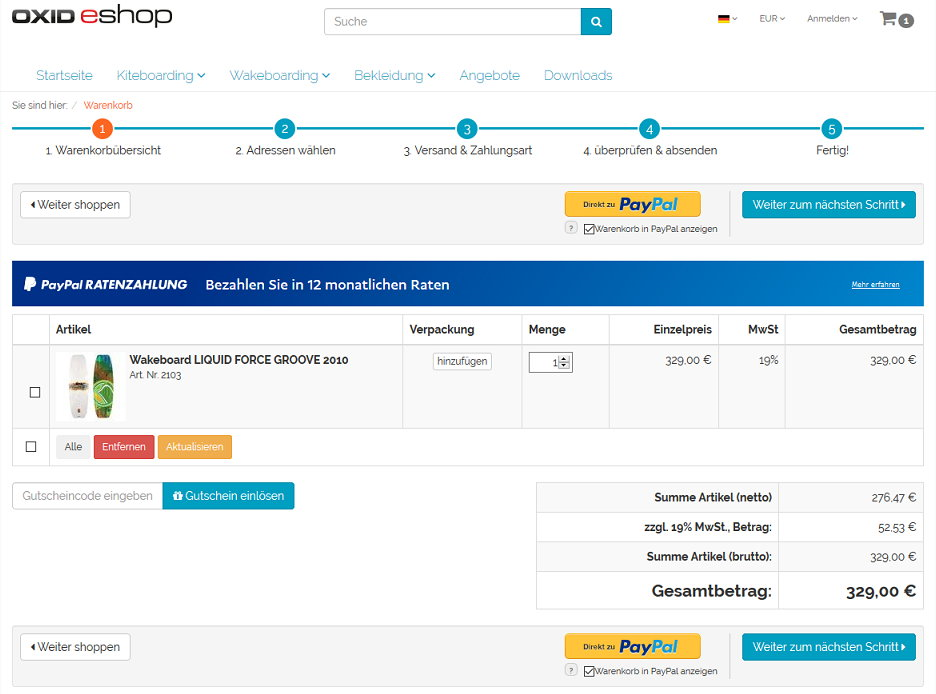 OXID eshop
Suche
EUR
Anmelden
1
Startseite Kiteboarding Wakeboarding Bekleidung Angebote Downloads
Sie sind hier: / Warenkorb
1 2 3 4 5
1. Warenkorbübersicht 2. Adressen wählen 3. Versand & Zahlungsart 4. überprüfen & absenden Fertig!
Weiter shoppen Direkt zu PayPal Weiter zum nächsten Schritt
? Warenkorb in PayPal anzeigen
PayPal RATENZAHLUNG Bezahlen Sie in 12 monatlichen Raten Mehr erfahren
Artikel Verpackung Menge Einzelpreis MwSt Gesamtbetrag
Wakeboard LIQUID FORCE GROOVE 2010 hinzufügen 1 329,00 € 19% 329,00 €
Art. Nr. 2103
Alle Entfernen Aktualisieren
Gutscheincode eingeben Gutschein einlösen
Summe Artikel (netto) 276,47 €
zzgl. 19% MwSt., Betrag: 52,53 €
Summe Artikel (brutto): 329,00 €
Gesamtbetrag: 329,00 €
Weiter shoppen Direkt zu PayPal Weiter zum nächsten Schritt
? Warenkorb in PayPal anzeigen